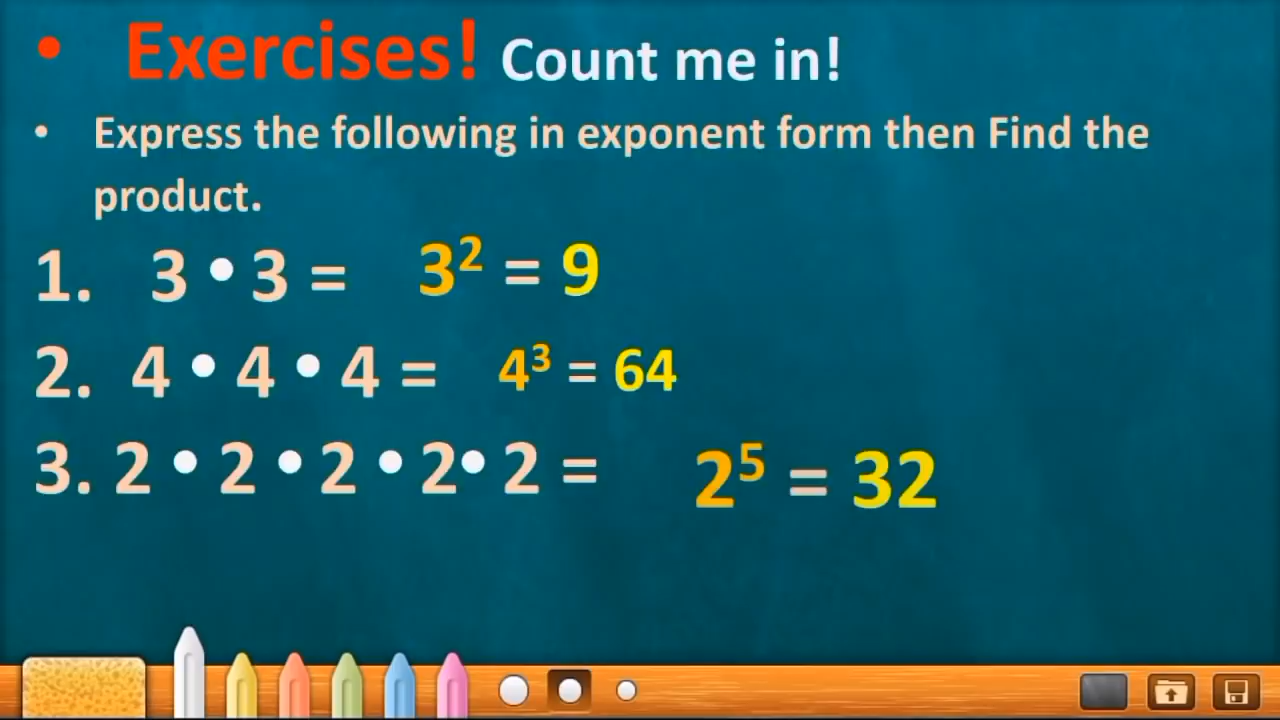 • Exercises! Count me in!
• Express the following in exponent form then Find the
product.
1. 3 • 3 = 3² = 9
2. 4 • 4 • 4 = 4³ = 64
3. 2 • 2 • 2 • 2 • 2 = 2⁵ = 32